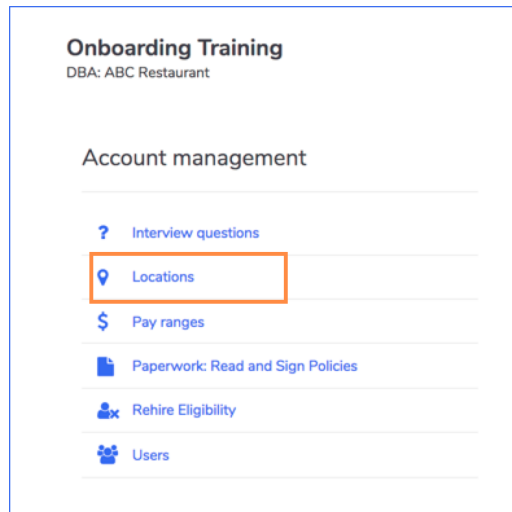 Onboarding Training
DBA: ABC Restaurant
Account management
? Interview questions
Locations
$ Pay ranges
Paperwork: Read and Sign Policies
Rehire Eligibility
Users